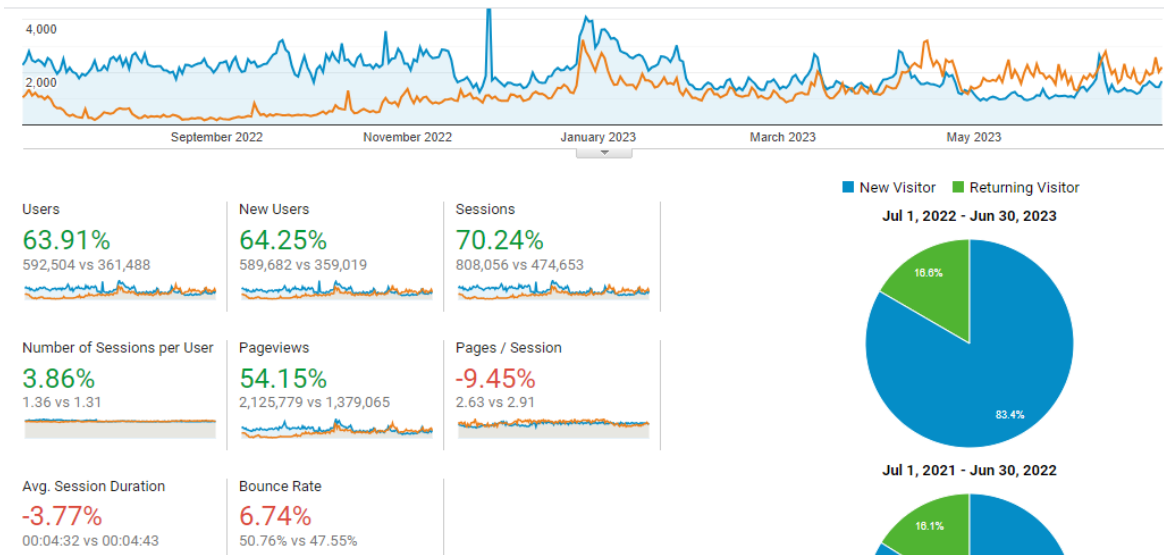 4,000
2,000
September 2022 November 2022 January 2023 March 2023 May 2023
New Visitor Returning Visitor
Jul 1, 2022 - Jun 30, 2023
16.6%
83.4%
Users New Users Sessions
63.91% 64.25% 70.24%
592,504 vs 361,488 589,682 vs 359,019 808,056 vs 474,653
Number of Sessions per User Pageviews Pages / Session
3.86% 54.15% -9.45%
1.36 vs 1.31 2,125,779 vs 1,379,065 2.63 vs 2.91
Jul 1, 2021 - Jun 30, 2022
16.1%
Avg. Session Duration Bounce Rate
-3.77% 6.74%
00:04:32 vs 00:04:43 50.76% vs 47.55%